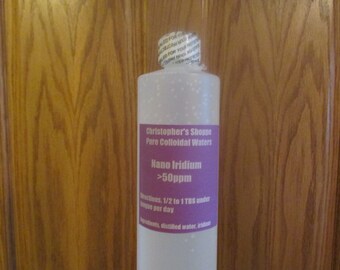 Christopher's Shoppe
Pure Colloidal Waters
Nano Iridium
>50ppm
Directions, 1/2 to 1 TBS under
tongue per day
Ingredients, distilled water, iridium